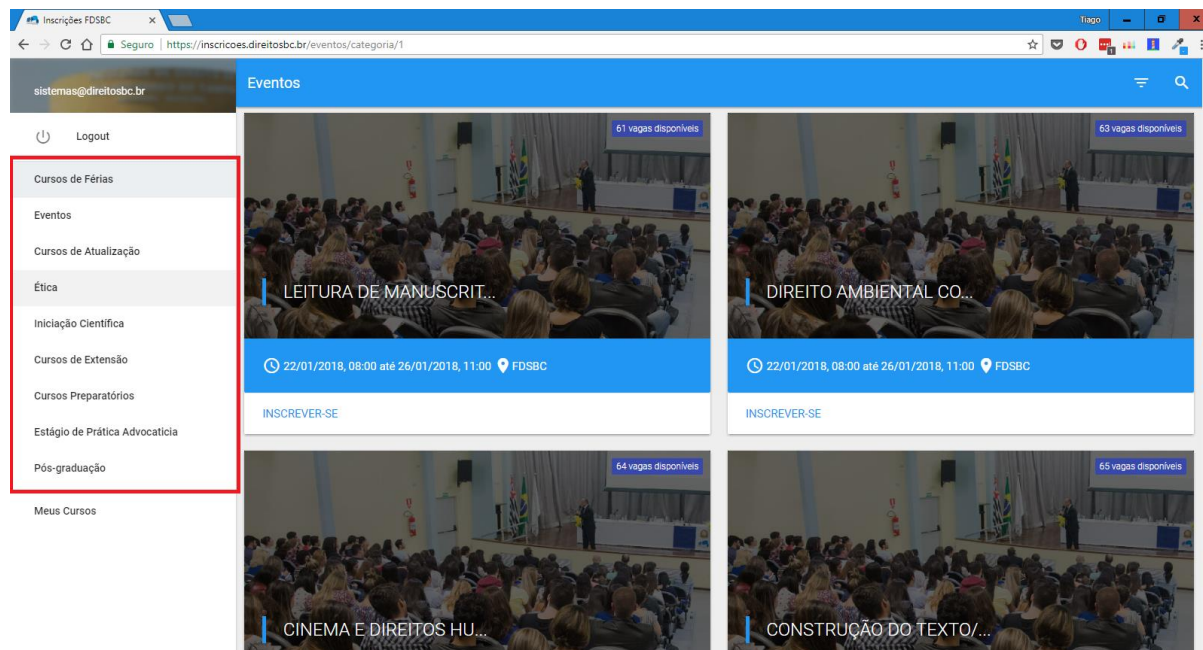 Inscrições FDSBC
Tiago
Seguro | https://inscricoes.direitosbc.br/eventos/categoria/1
sistemas@direitosbc.br
Logout
Cursos de Férias
Eventos
Cursos de Atualização
Ética
Iniciação Científica
Cursos de Extensão
Cursos Preparatórios
Estágio de Prática Advocaticia
Pós-graduação
Meus Cursos
Eventos
61 vagas disponíveis
LEITURA DE MANUSCRIT...
22/01/2018, 08:00 até 26/01/2018, 11:00 FDSBC
INSCREVER-SE
63 vagas disponíveis
DIREITO AMBIENTAL CO...
22/01/2018, 08:00 até 26/01/2018, 11:00 FDSBC
INSCREVER-SE
64 vagas disponíveis
CINEMA E DIREITOS HU...
65 vagas disponíveis
CONSTRUÇÃO DO TEXTO/...